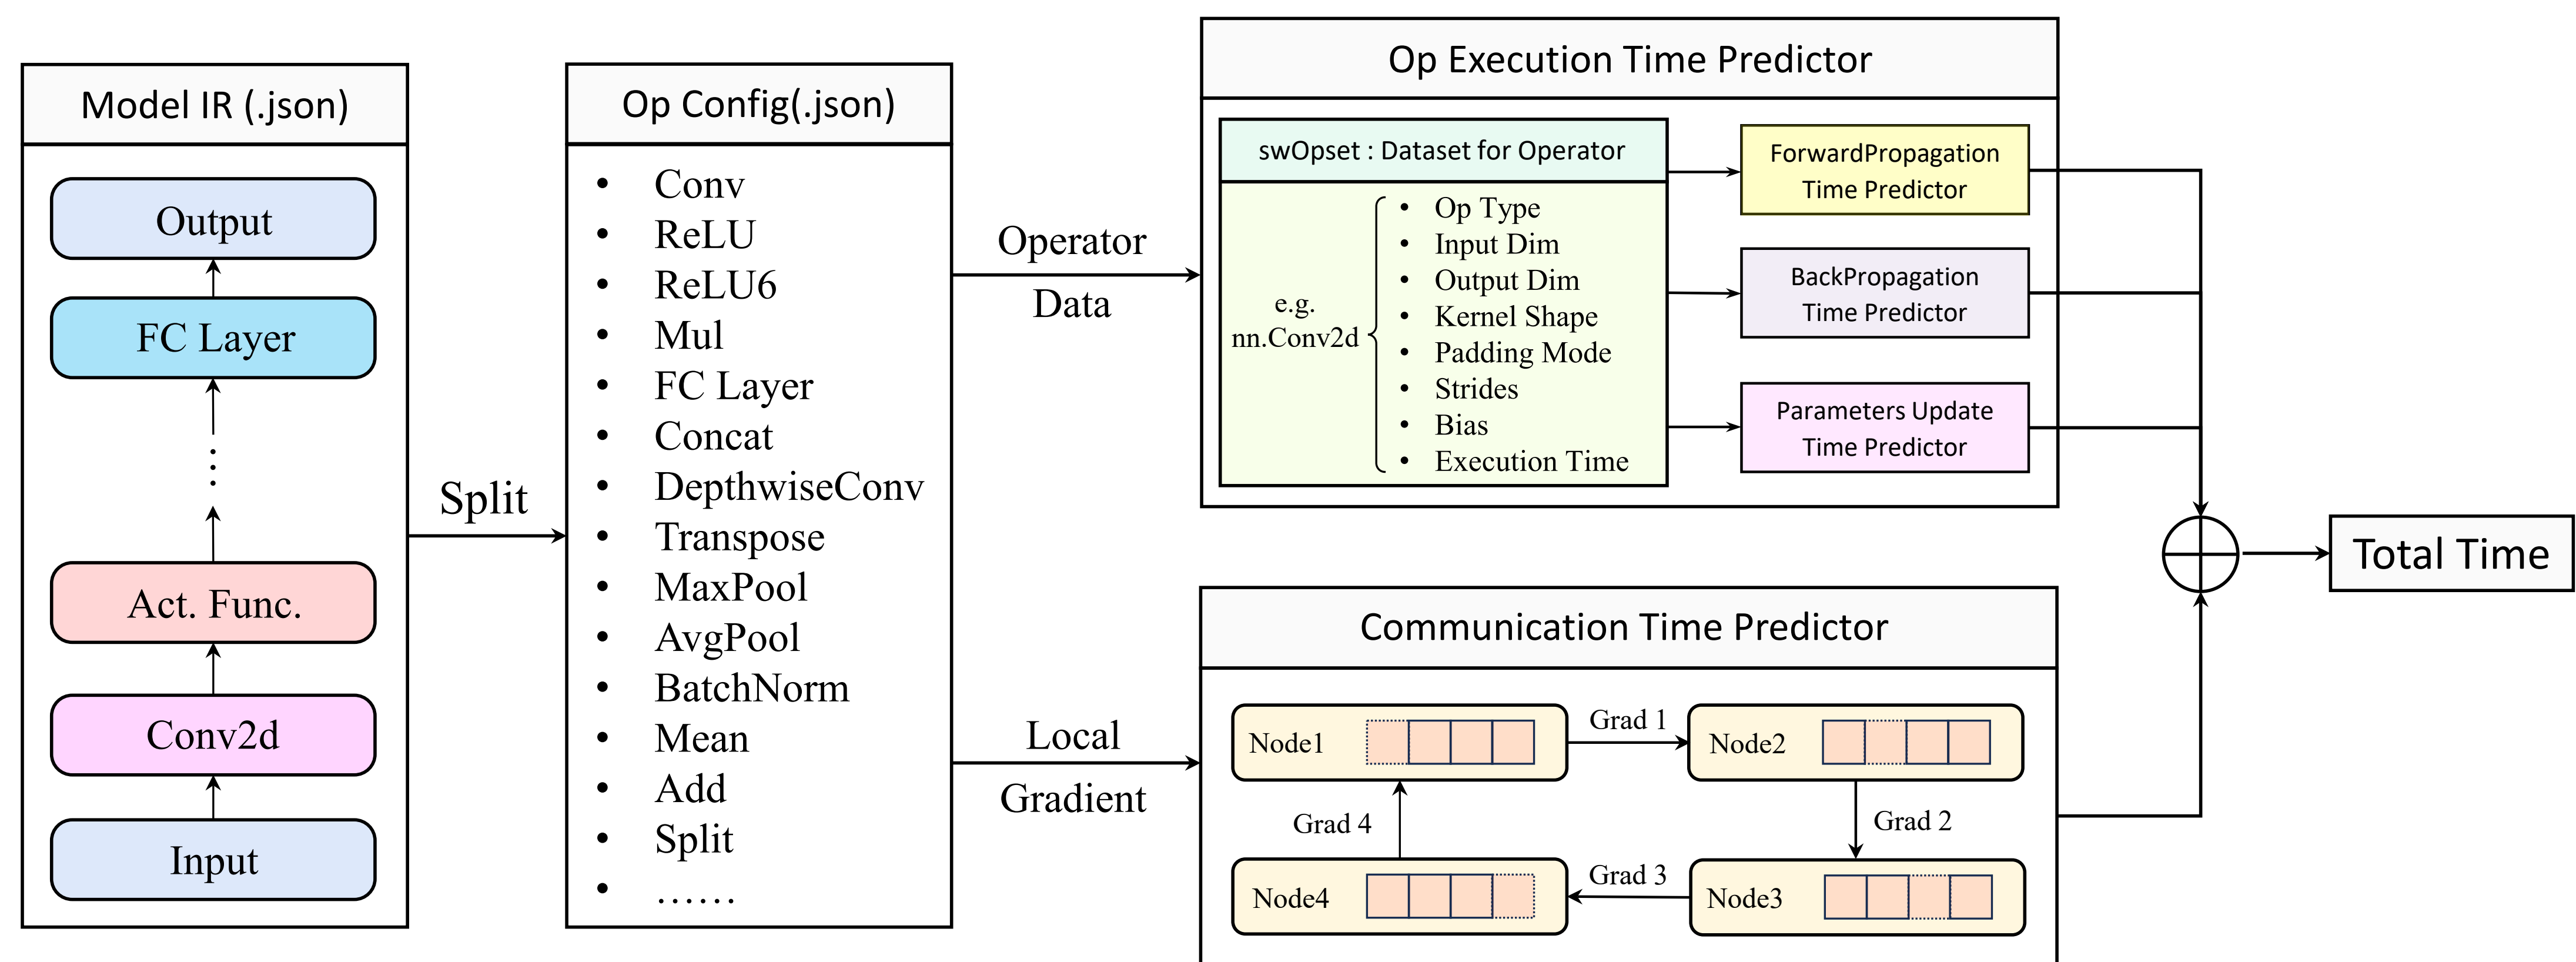 Model IR (.json)
Output
FC Layer
⋮
Act. Func.
Conv2d
Input
Split
Op Config(.json)
• Conv
• ReLU
• ReLU6
• Mul
• FC Layer
• Concat
• DepthwiseConv
• Transpose
• MaxPool
• AvgPool
• BatchNorm
• Mean
• Add
• Split
• ……
Operator
Data
Local
Gradient
Op Execution Time Predictor
swOpset : Dataset for Operator
e.g.
nn.Conv2d
• Op Type
• Input Dim
• Output Dim
• Kernel Shape
• Padding Mode
• Strides
• Bias
• Execution Time
ForwardPropagation
Time Predictor
BackPropagation
Time Predictor
Parameters Update
Time Predictor
Communication Time Predictor
Node1
Grad 1
Node2
Grad 4
Grad 2
Node4
Grad 3
Node3
Total Time